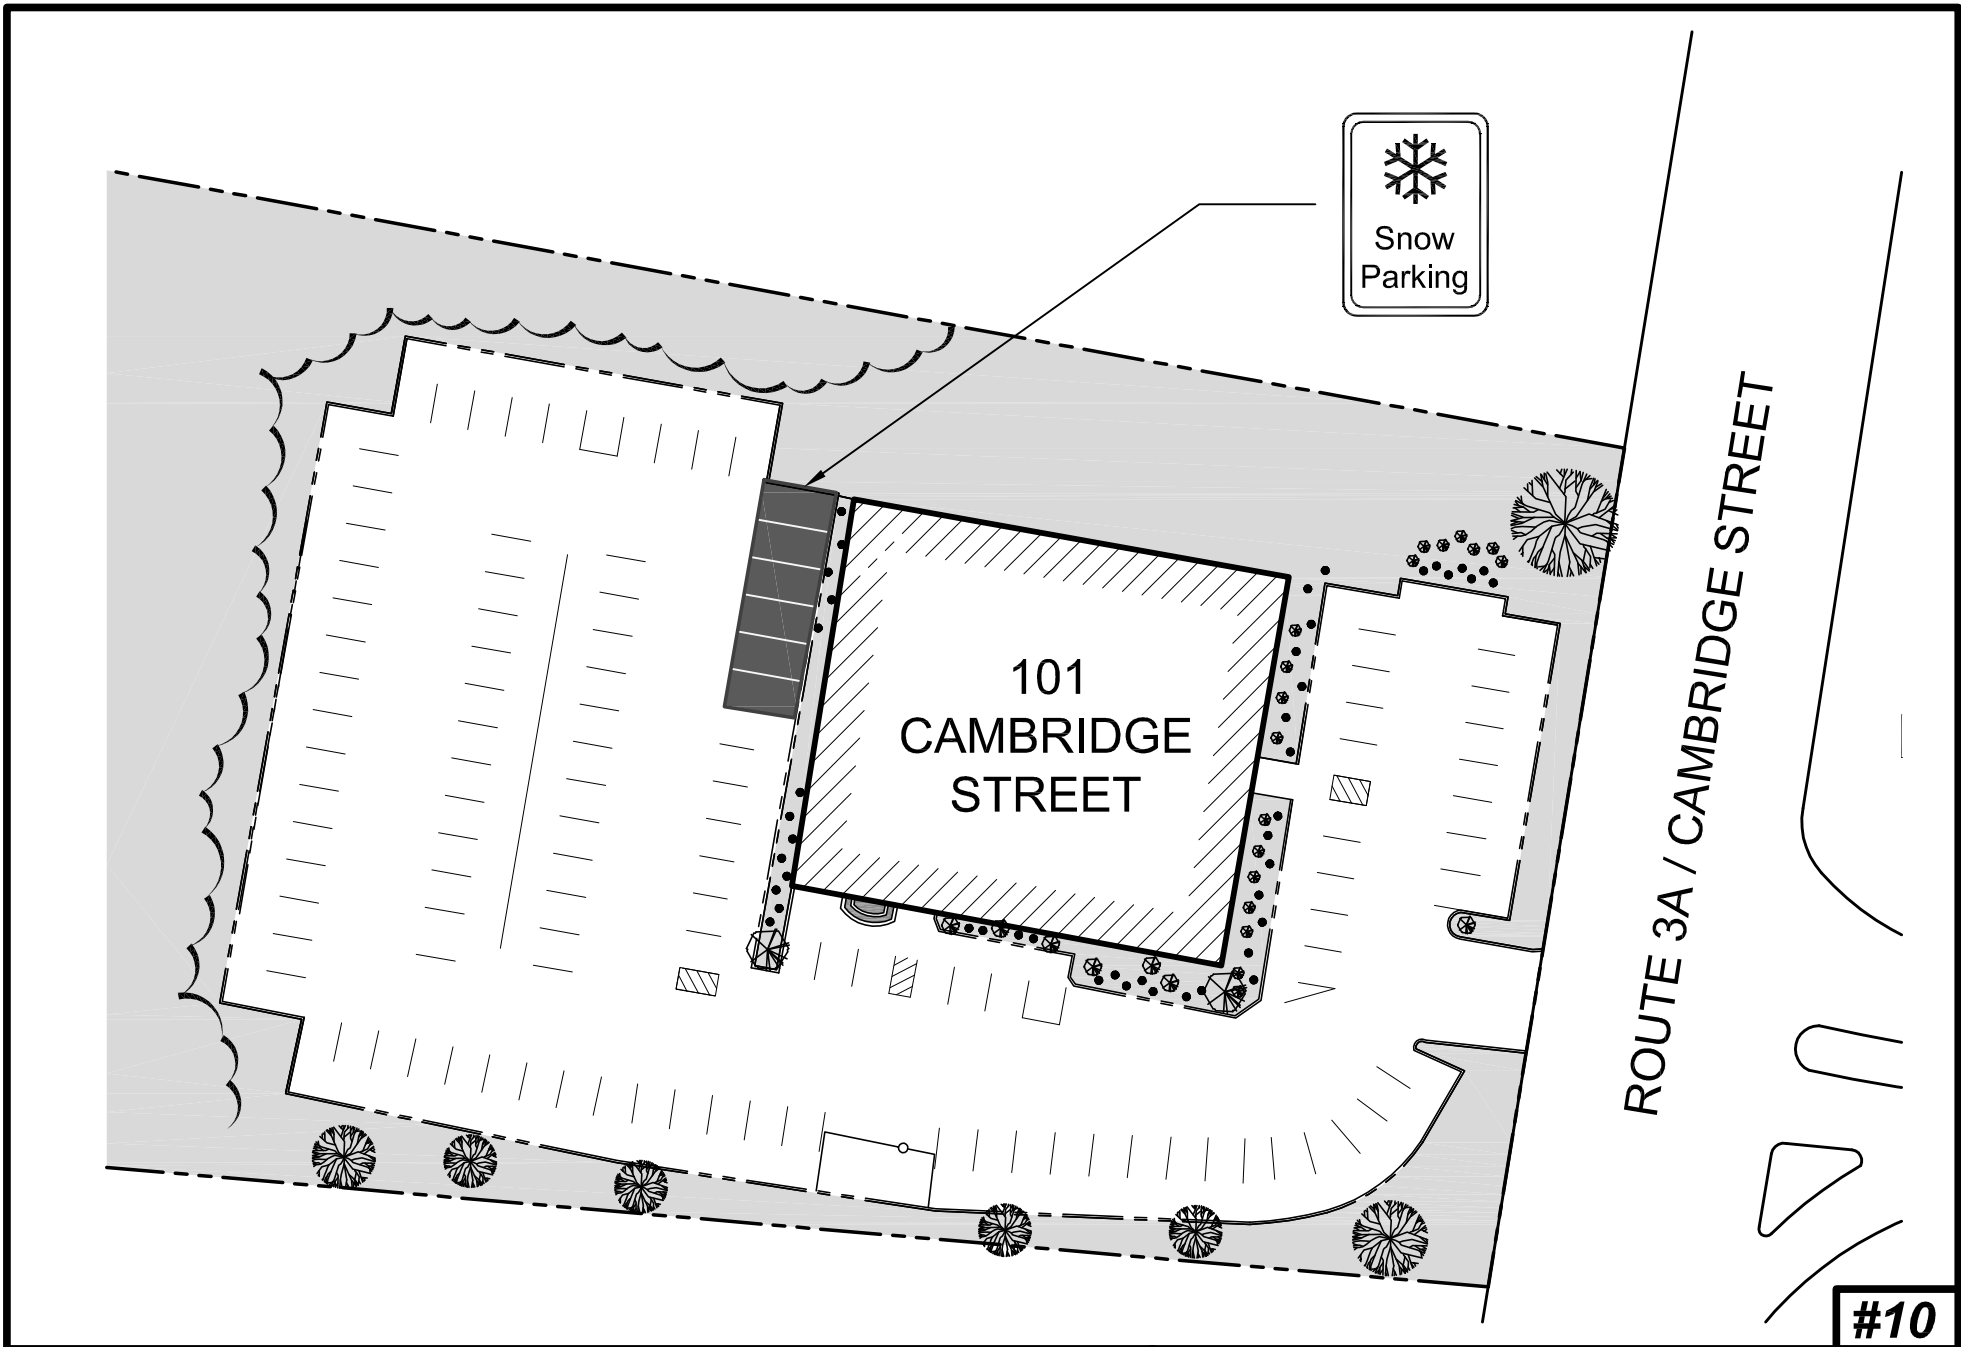 Snow
Parking
101
CAMBRIDGE
STREET
ROUTE 3A / CAMBRIDGE STREET
#10